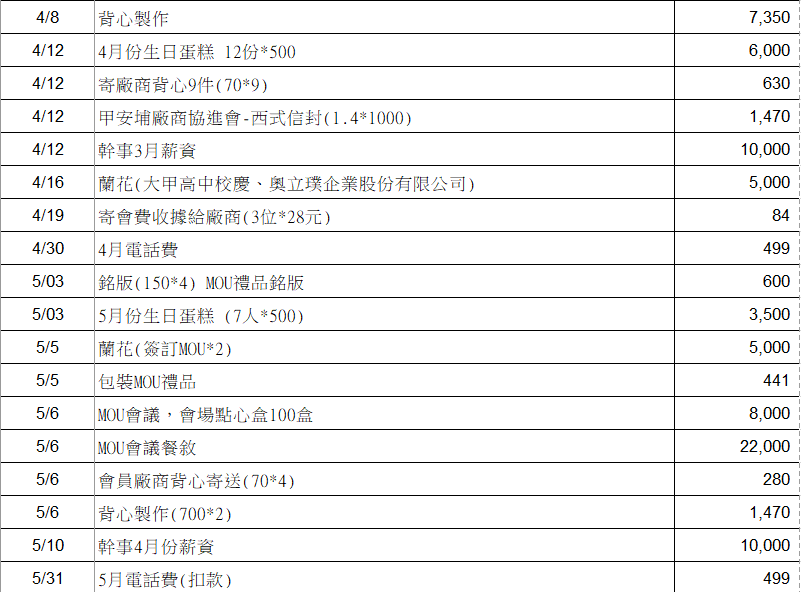 4/8 背心製作 7,350
4/12 4月份生日蛋糕 12份*500 6,000
4/12 寄廠商背心9件(70*9) 630
4/12 甲安埔廠商協進會-西式信封(1.4*1000) 1,470
4/12 幹事3月薪資 10,000
4/16 蘭花(大甲高中校慶、奧立璞企業股份有限公司) 5,000
4/19 寄會費收據給廠商(3位*28元) 84
4/30 4月電話費 499
5/03 銘版(150*4) MOU禮品銘版 600
5/03 5月份生日蛋糕 (7人*500) 3,500
5/5 蘭花(簽訂MOU*2) 5,000
5/5 包裝MOU禮品 441
5/6 MOU會議，會場點心盒100盒 8,000
5/6 MOU會議餐敘 22,000
5/6 會員廠商背心寄送(70*4) 280
5/6 背心製作(700*2) 1,470
5/10 幹事4月份薪資 10,000
5/31 5月電話費(扣款) 499